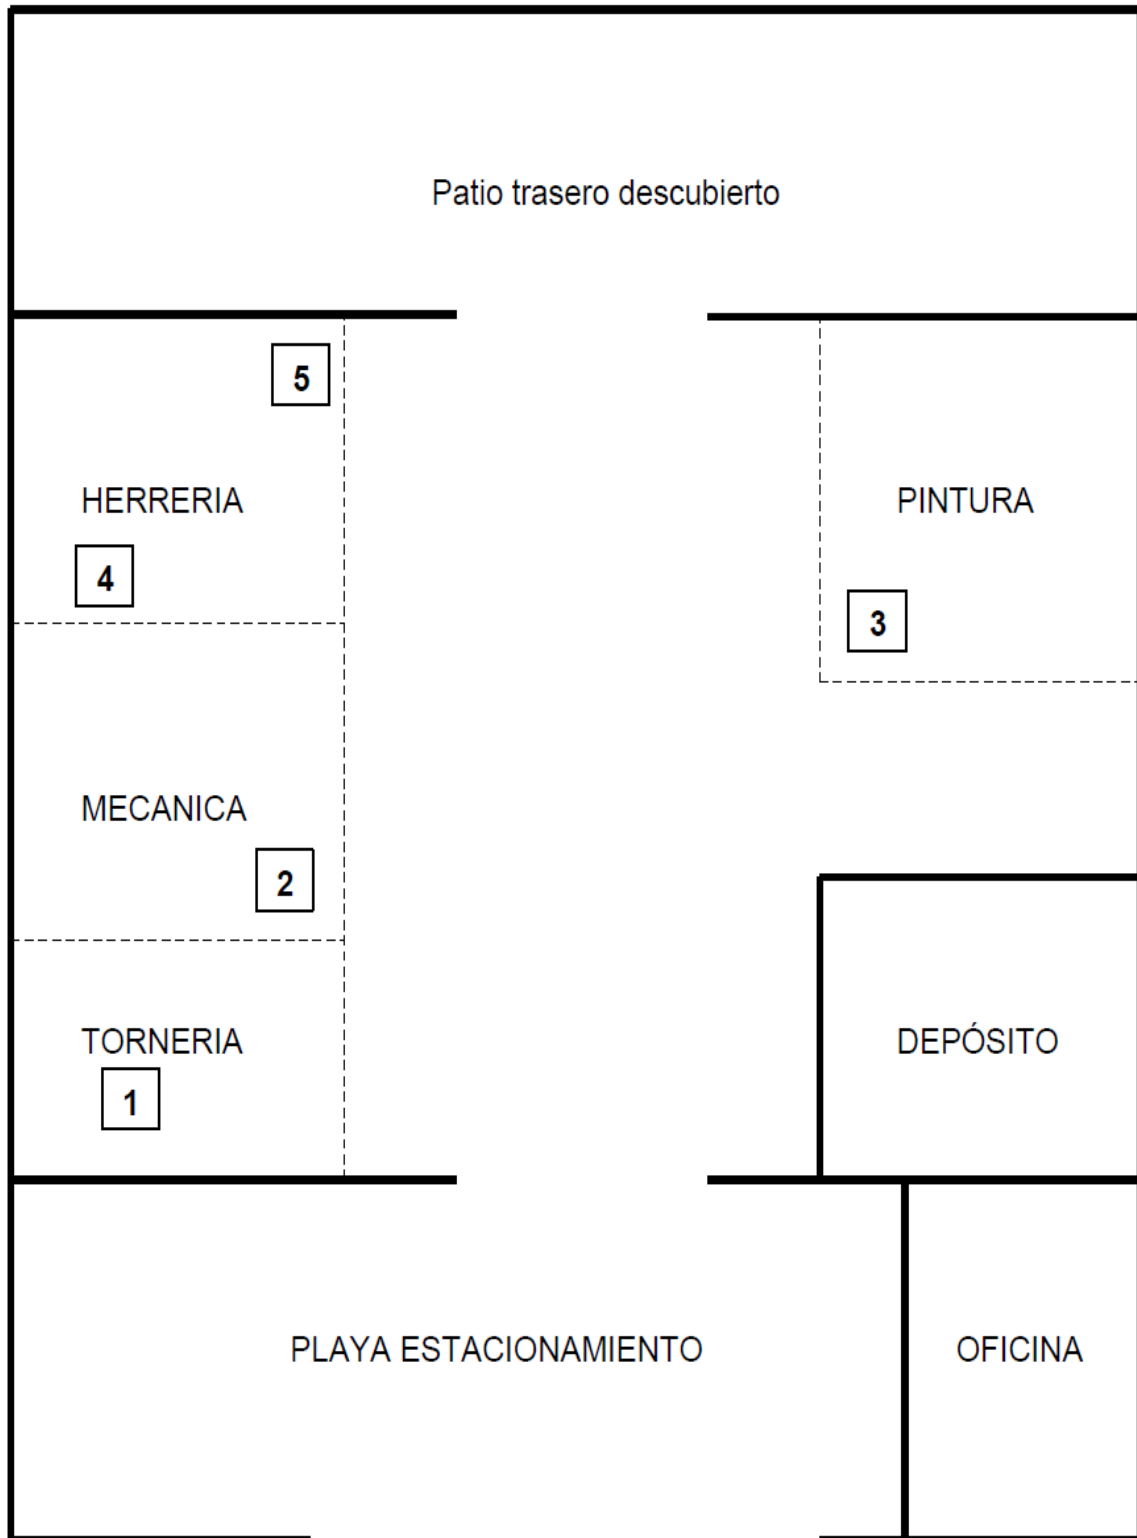 Patio trasero descubierto
5
HERRERIA
PINTURA
4
3
MECANICA
2
TORNERIA
DEPÓSITO
1
PLAYA ESTACIONAMIENTO
OFICINA